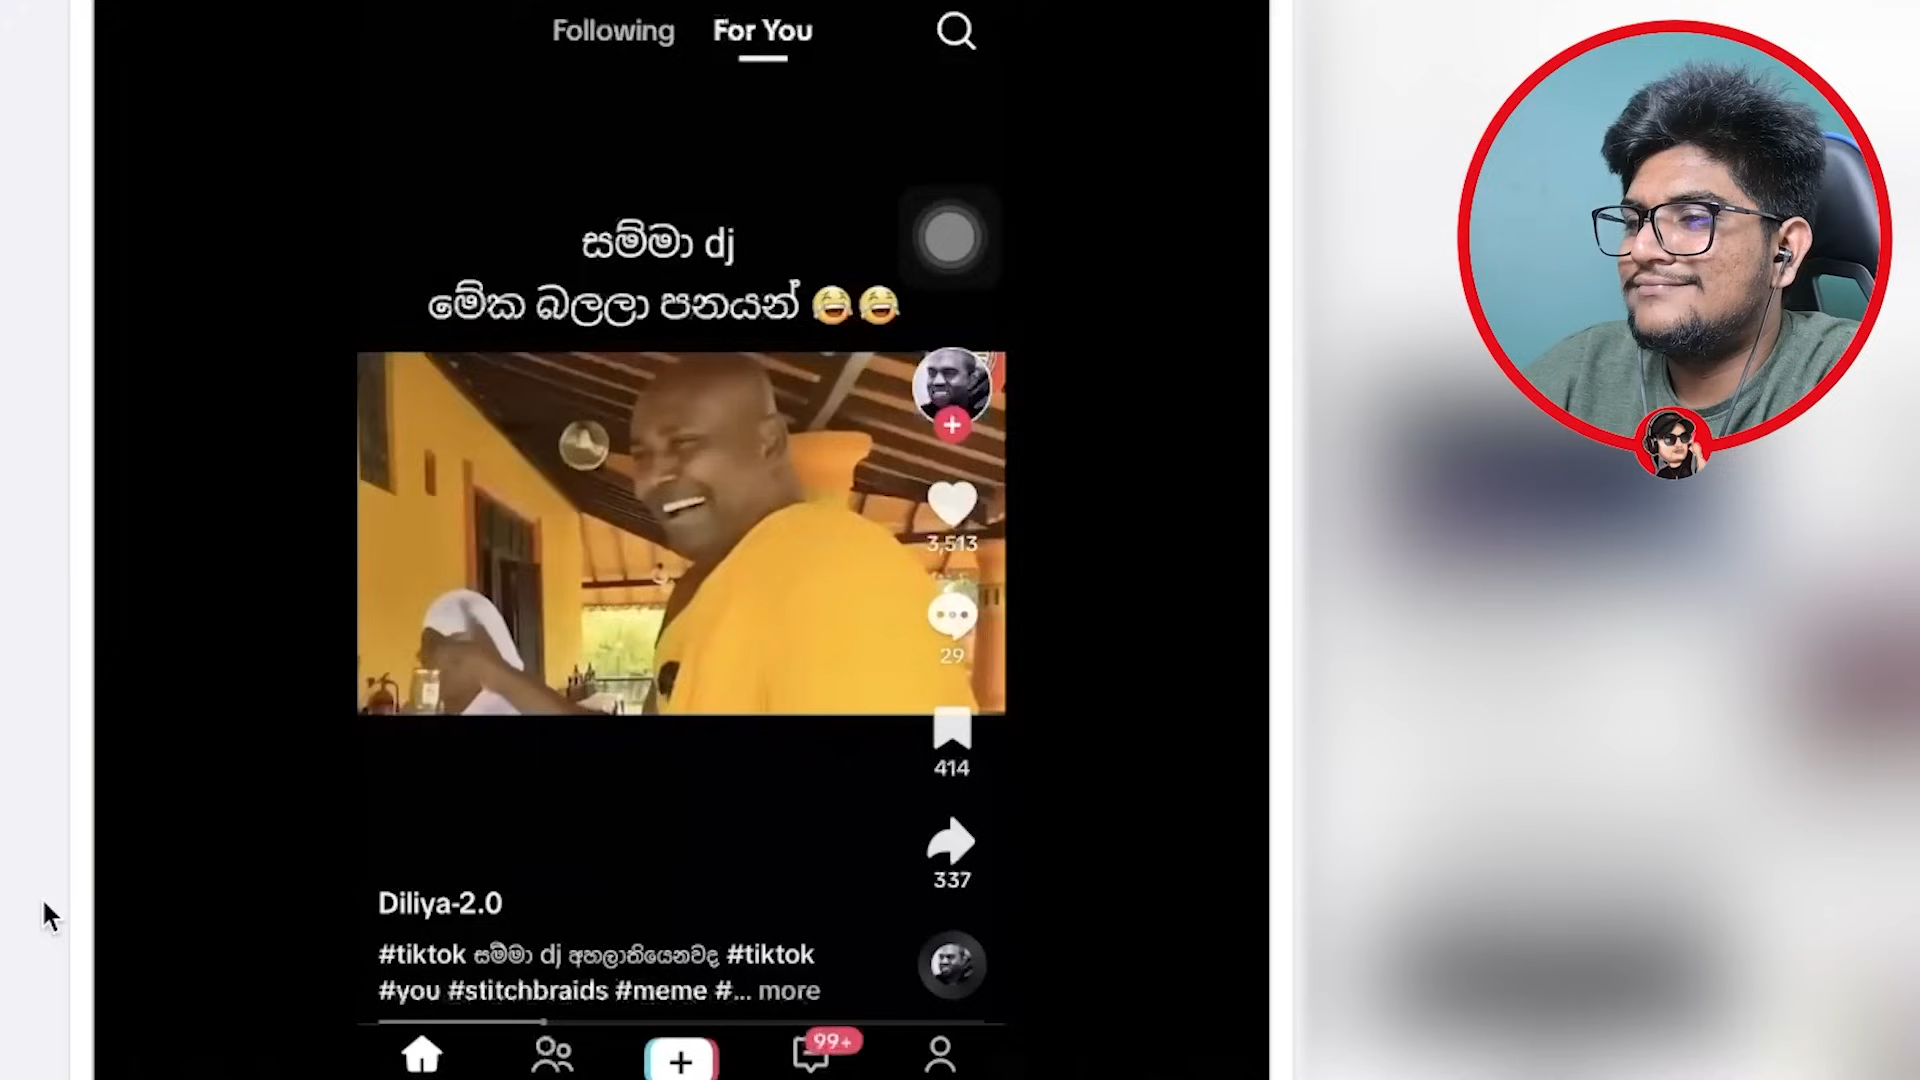 Following For You
සම්මා dj
මේක බලලා පනයන් 😂😂
3,513
29
414
337
Diliya-2.0
#tiktok සම්මා dj අහලාතියෙනවද #tiktok
#you #stitchbraids #meme #... more
99+